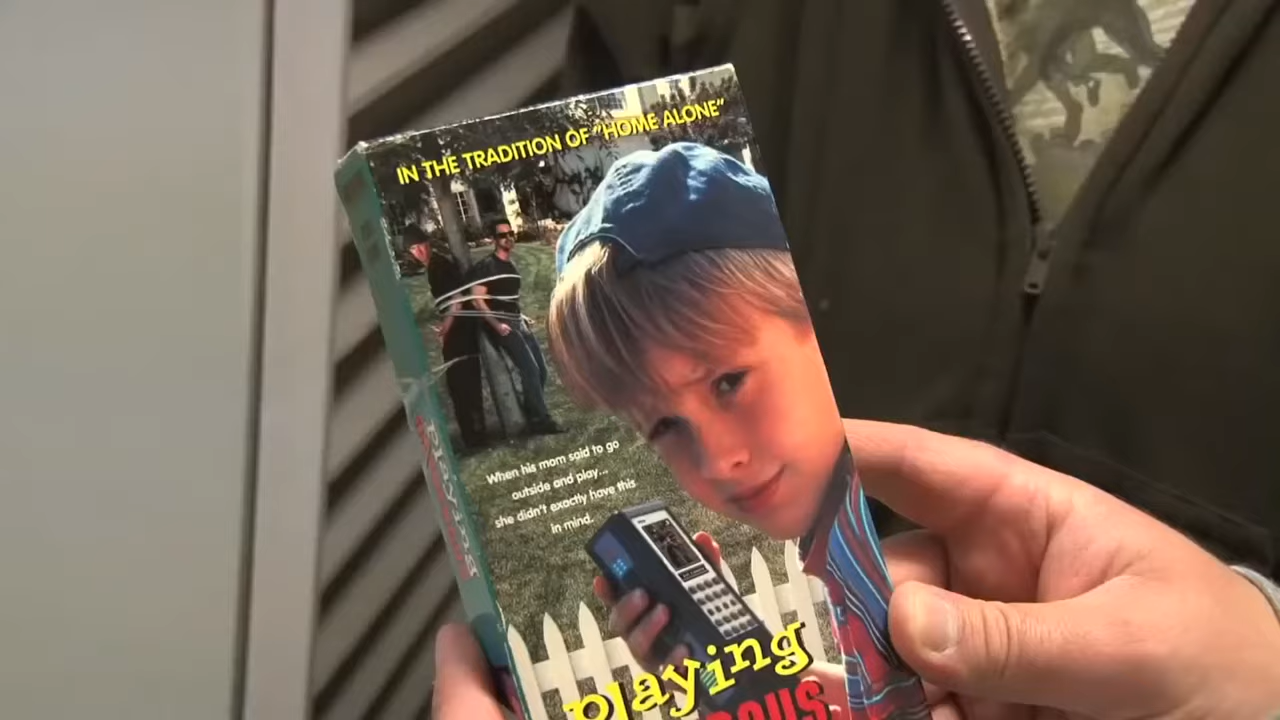 IN THE TRADITION OF "HOME ALONE"
When his mom said to go
outside and play...
she didn't exactly have this
in mind.
playing
playing